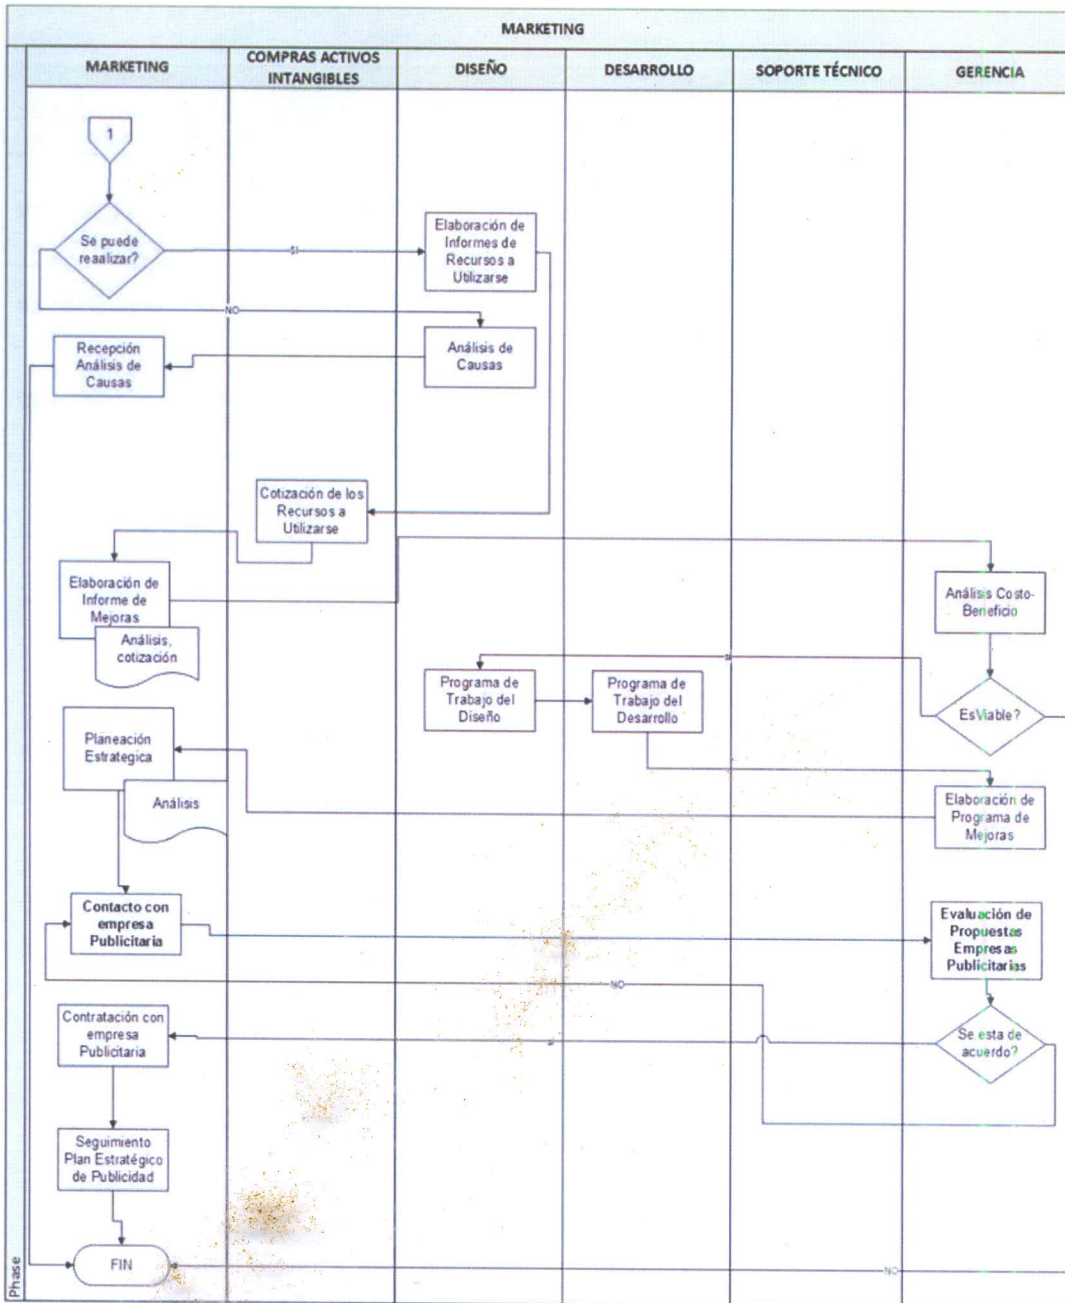 MARKETING
MARKETING
COMPRAS ACTIVOS
INTANGIBLES
DISEÑO
DESARROLLO
SOPORTE TÉCNICO
GERENCIA
1
Se puede
reaalizar?
SI
Elaboración de
Informes de
Recursos a
Utilizarse
NO
Recepción
Análisis de
Causas
Análisis de
Causas
Cotización de los
Recursos a
Utilizarse
Elaboración de
Informe de
Mejoras
Análisis,
cotización
Análisis Costo-
Beneficio
SI
Programa de
Trabajo del
Diseño
Programa de
Trabajo del
Desarrollo
EsViable?
Planeación
Estrategica
Análisis
Elaboración de
Programa de
Mejoras
Contacto con
empresa
Publicitaria
Evaluación de
Propuestas
Empresas
Publicitarias
NO
Contratación con
empresa
Publicitaria
Se esta de
acuerdo?
Seguimiento
Plan Estratégico
de Publicidad
FIN
NO
Phase